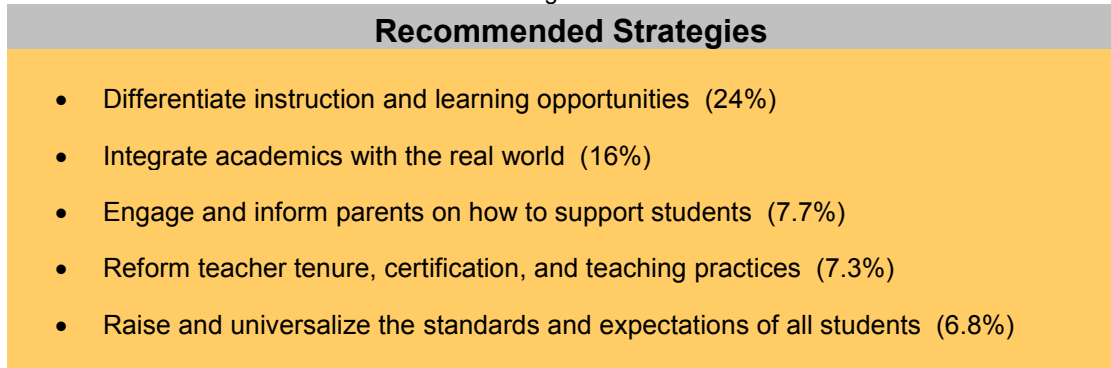 Recommended Strategies
• Differentiate instruction and learning opportunities (24%)
• Integrate academics with the real world (16%)
• Engage and inform parents on how to support students (7.7%)
• Reform teacher tenure, certification, and teaching practices (7.3%)
• Raise and universalize the standards and expectations of all students (6.8%)